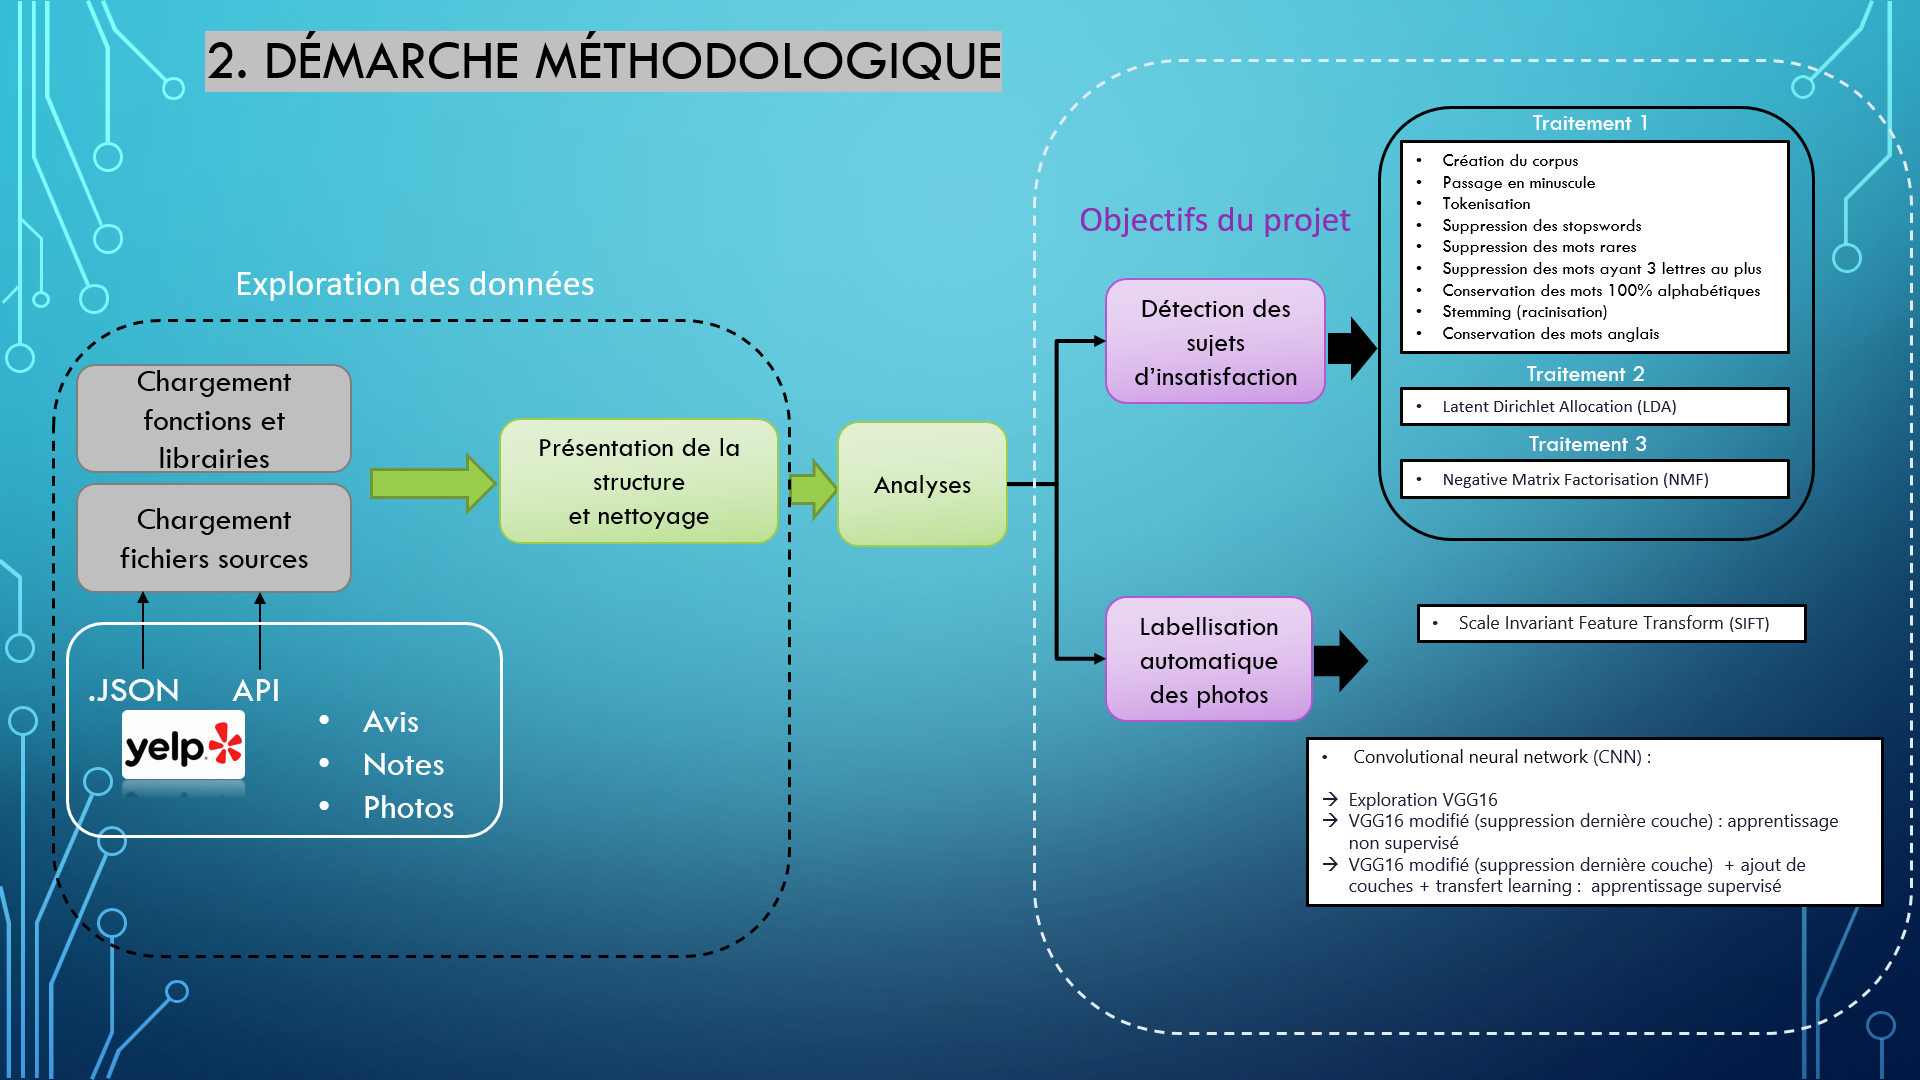 2. DÉMARCHE MÉTHODOLOGIQUE
Exploration des données
Chargement
fonctions et
librairies
Chargement
fichiers sources
.JSON
API
yelp
• Avis
• Notes
• Photos
Présentation de la
structure
et nettoyage
Analyses
Objectifs du projet
Détection des
sujets
d’insatisfaction
Traitement 1
• Création du corpus
• Passage en minuscule
• Tokenisation
• Suppression des stopswords
• Suppression des mots rares
• Suppression des mots ayant 3 lettres au plus
• Conservation des mots 100% alphabétiques
• Stemming (racinisation)
• Conservation des mots anglais
Traitement 2
• Latent Dirichlet Allocation (LDA)
Traitement 3
• Negative Matrix Factorisation (NMF)
Labellisation
automatique
des photos
• Scale Invariant Feature Transform (SIFT)
• Convolutional neural network (CNN) :
→ Exploration VGG16
→ VGG16 modifié (suppression dernière couche) : apprentissage
non supervisé
→ VGG16 modifié (suppression dernière couche) + ajout de
couches + transfert learning : apprentissage supervisé